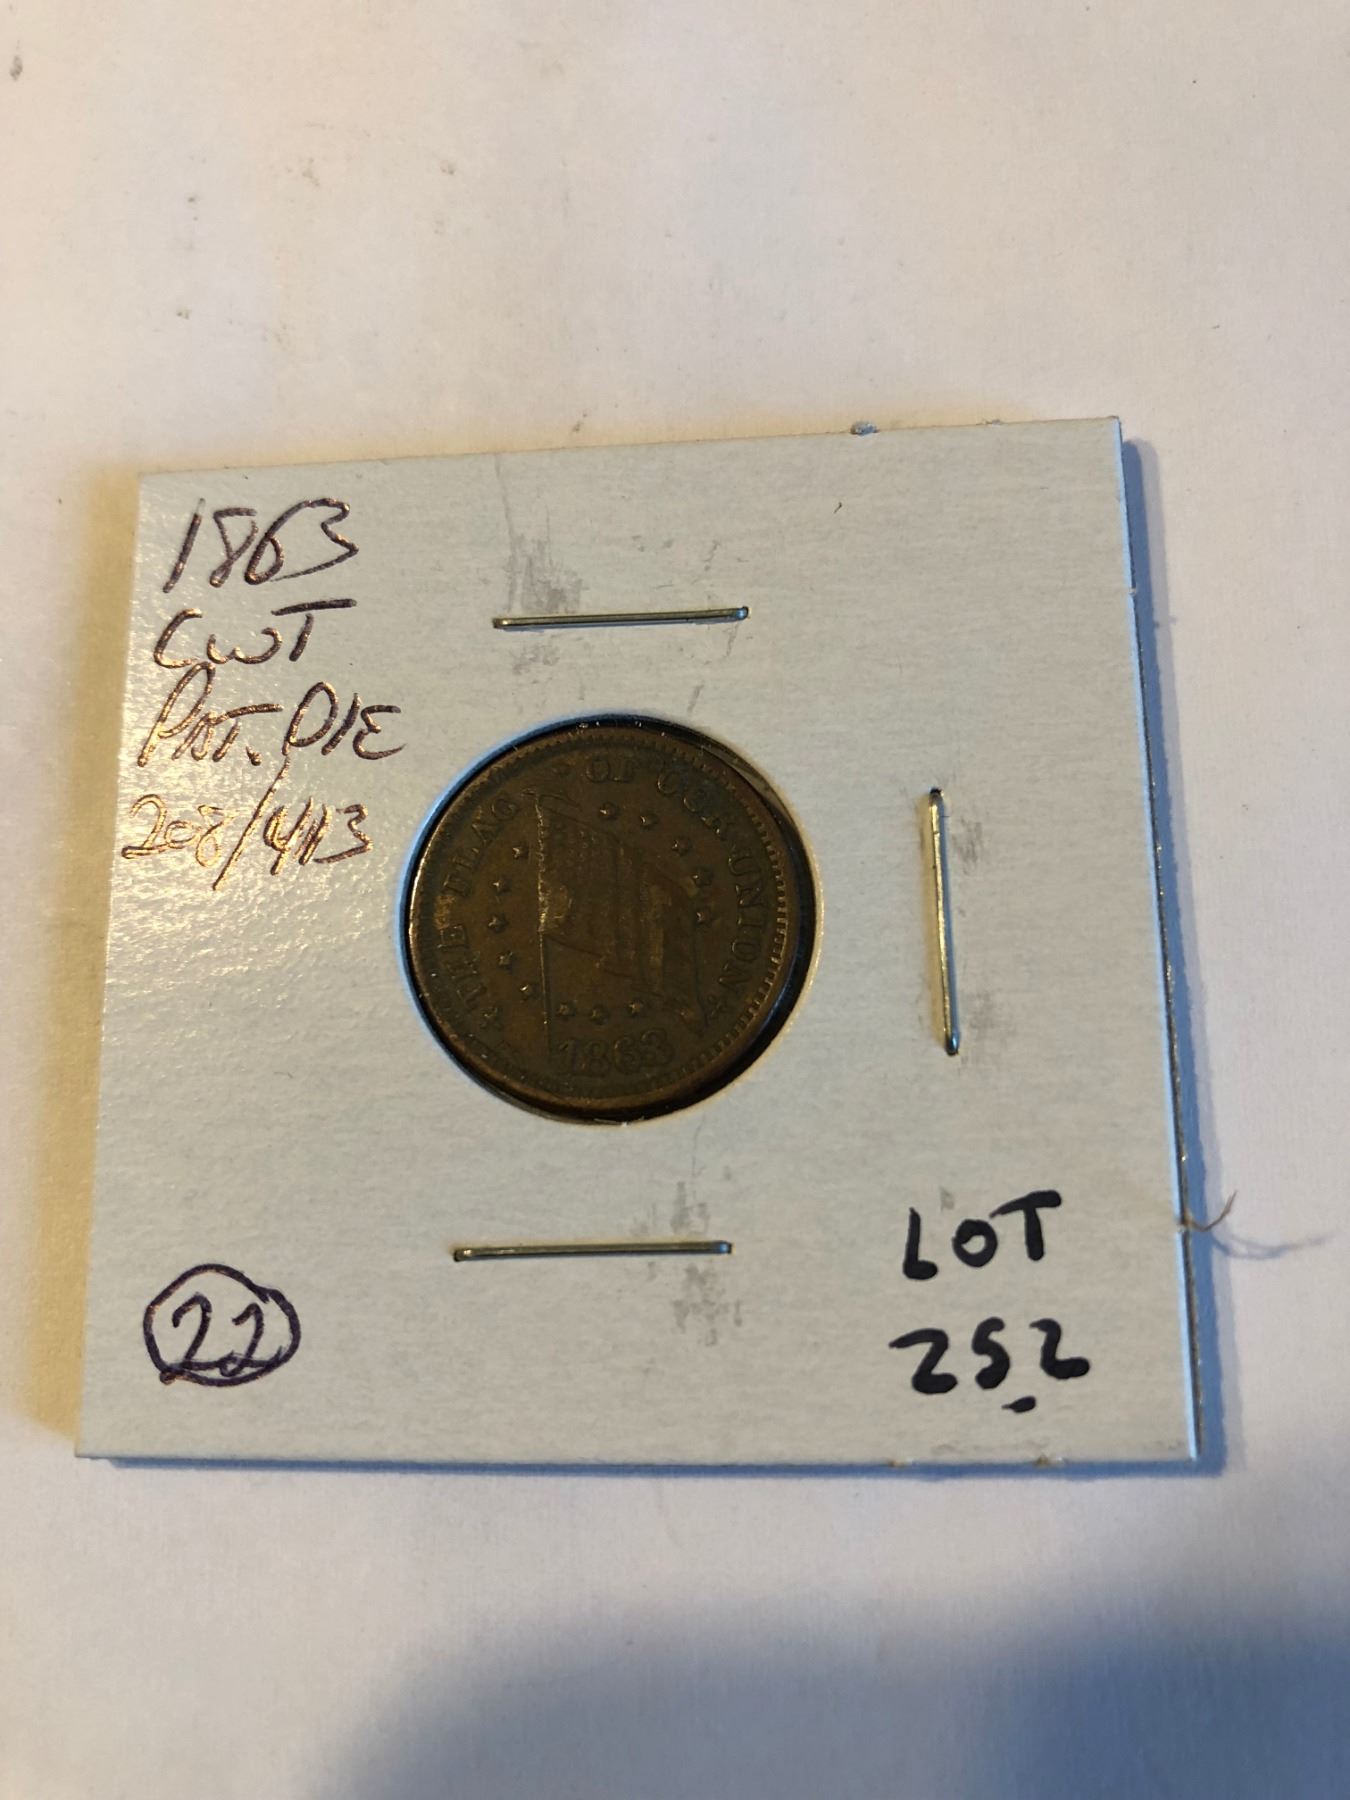 1863
CWT
PAT. DIE
208/413
THE FLAG OF OUR UNION
1863
22
LOT
252